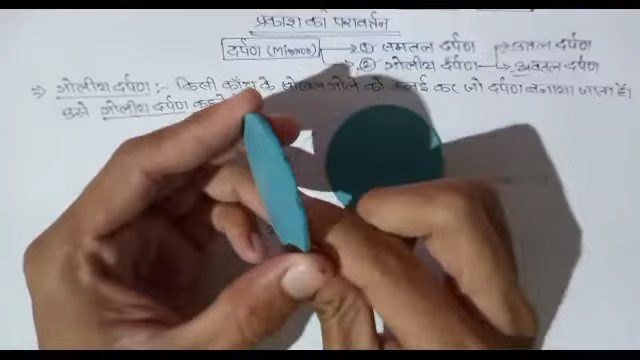 प्रकाश का परावर्तन
दर्पण (Mirror) → ① समतल दर्पण → उत्तल दर्पण
→ ② गोलीय दर्पण → अवतल दर्पण
⇒ गोलीय दर्पण :- किसी काँच के खोखले गोले को कर जो दर्पण बनाया जाता है।
उसे गोलीय दर्पण कहते